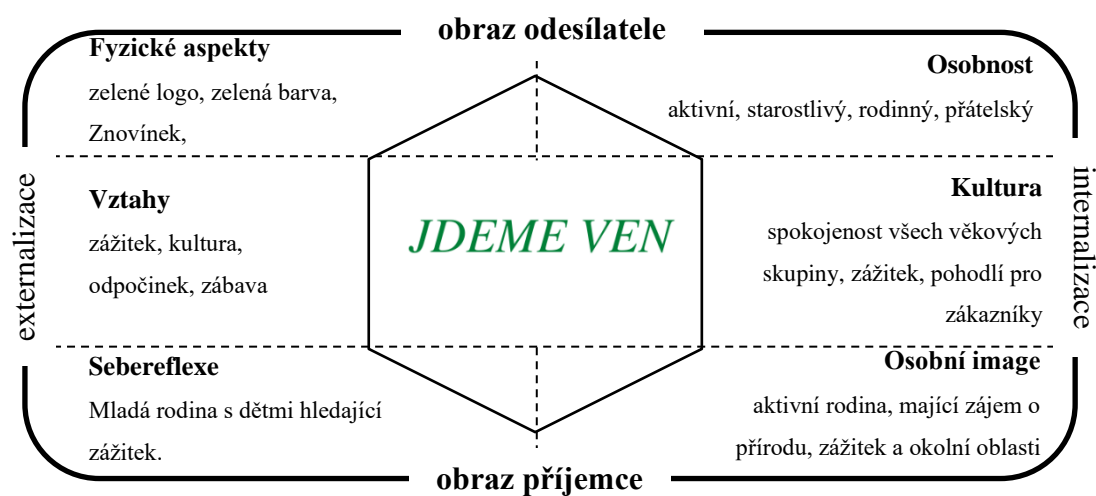 obraz odesílatele
Fyzické aspekty
zelené logo, zelená barva,
Znovínek,
Osobnost
aktivní, starostlivý, rodinný, přátelský
externalizace
Vztahy
zážitek, kultura,
odpočinek, zábava
JDEME VEN
Kultura
spokojenost všech věkových
skupiny, zážitek, pohodlí pro
zákazníky
internalizace
Sebereflexe
Mladá rodina s dětmi hledající
zážitek.
Osobní image
aktivní rodina, mající zájem o
přírodu, zážitek a okolní oblasti
obraz příjemce